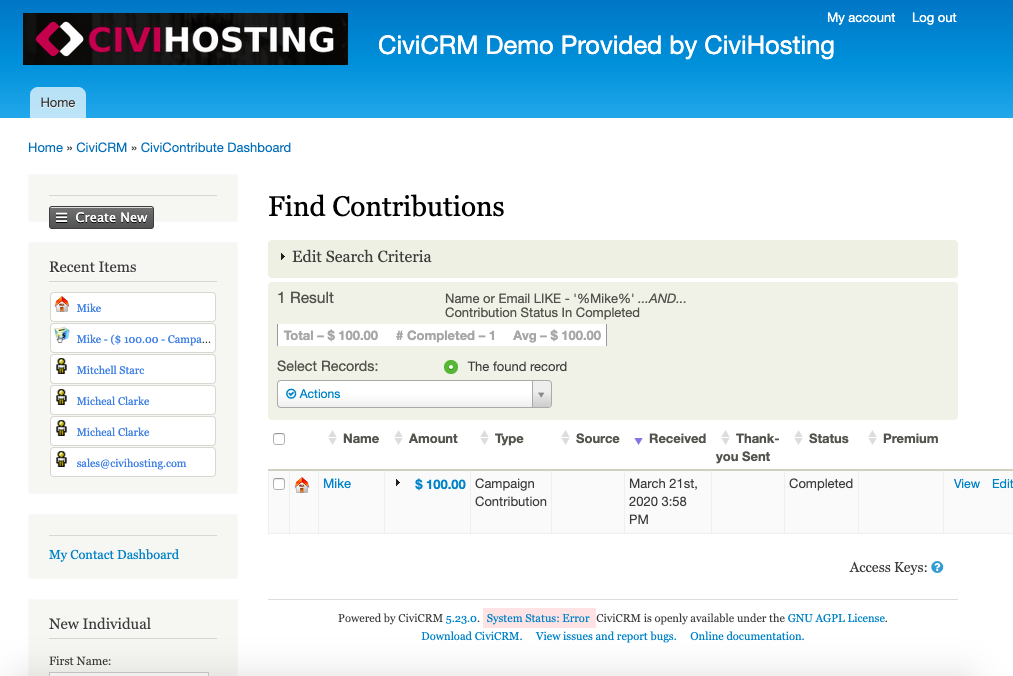 CIVIHOSTING
My account Log out
CiviCRM Demo Provided by CiviHosting
Home
Home » CiviCRM » CiviContribute Dashboard
Create New
Recent Items
Mike
Mike - ($ 100.00 - Campa...
Mitchell Starc
Micheal Clarke
Micheal Clarke
sales@civihosting.com
My Contact Dashboard
New Individual
First Name:
Find Contributions
Edit Search Criteria
1 Result
Name or Email LIKE - '%Mike%' ...AND...
Contribution Status In Completed
Total – $ 100.00 # Completed – 1 Avg – $ 100.00
Select Records: The found record
Actions
Name Amount Type Source Received Thank-you Sent Status Premium
Mike $ 100.00 Campaign Contribution March 21st, 2020 3:58 PM Completed View Edit
Access Keys:
Powered by CiviCRM 5.23.0. System Status: Error CiviCRM is openly available under the GNU AGPL License.
Download CiviCRM. View issues and report bugs. Online documentation.